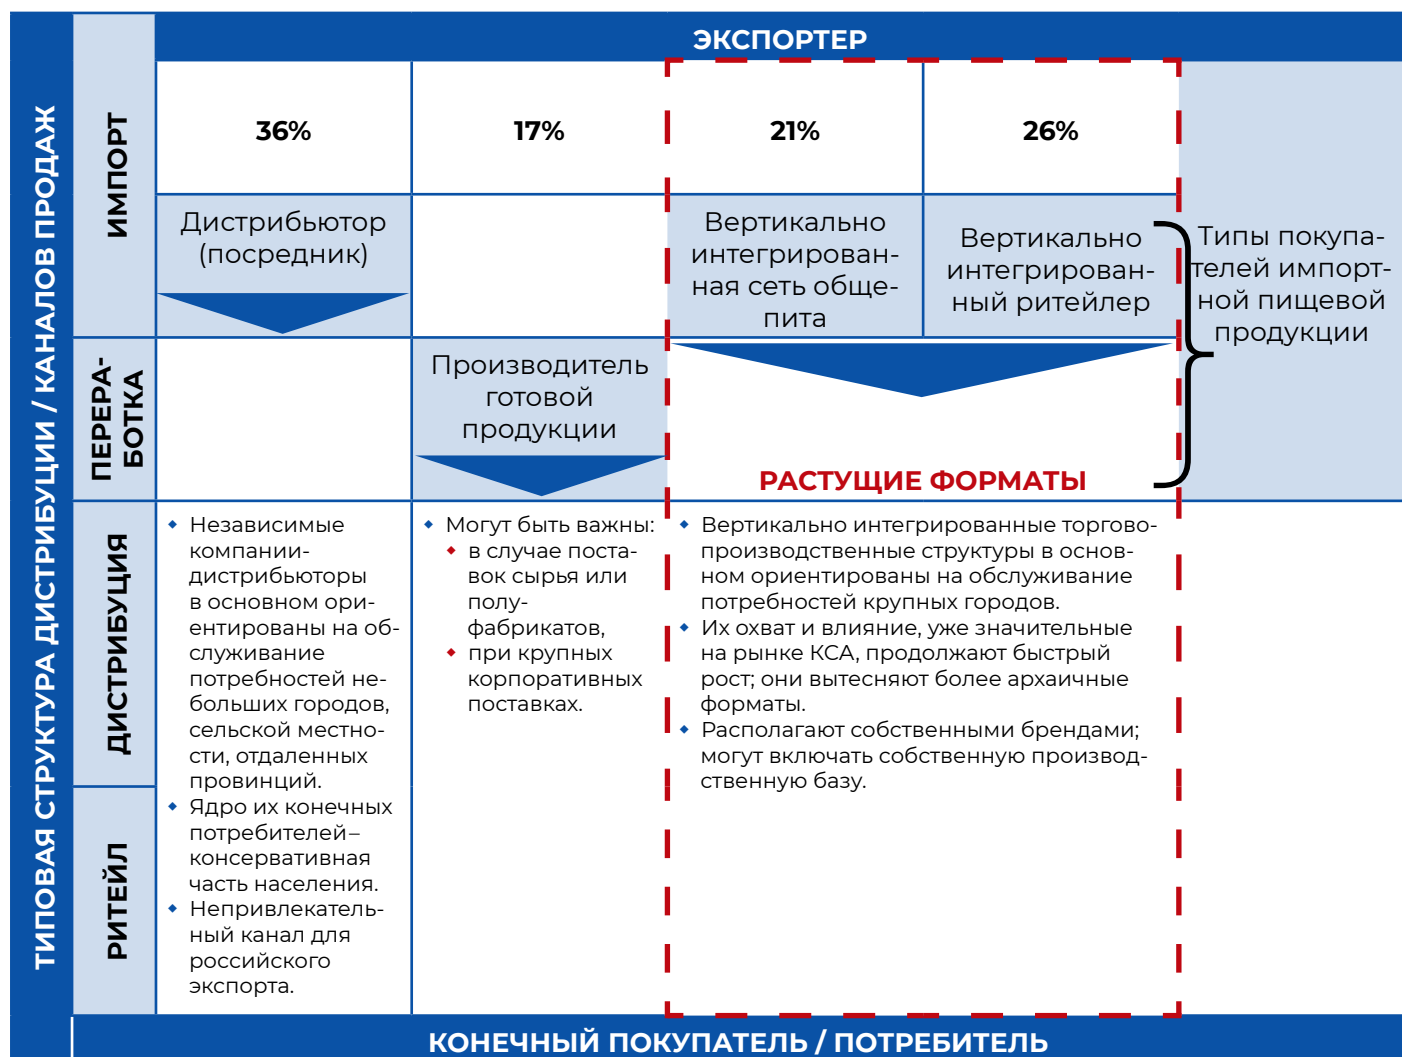 ТИПОВАЯ СТРУКТУРА ДИСТРИБУЦИИ / КАНАЛОВ ПРОДАЖ
ЭКСПОРТЕР
ИМПОРТ
36%
17%
21%
26%
Дистрибьютор
(посредник)
Вертикально
интегрирован-
ная сеть обще-
пита
Вертикально
интегрирован-
ный ритейлер
Типы покупа-
телей импорт-
ной пищевой
продукции
ПЕРЕРА-
БОТКА
Производитель
готовой
продукции
РАСТУЩИЕ ФОРМАТЫ
ДИСТРИБУЦИЯ
РИТЕЙЛ
Независимые
компании-
дистрибьюторы
в основном ори-
ентированы на об-
служивание
потребностей не-
больших городов,
сельской местно-
сти, отдаленных
провинций.
Ядро их конечных
потребителей–
консервативная
часть населения.
Непривлекатель-
ный канал для
российского
экспорта.
Могут быть важны:
в случае поста-
вок сырья или
полу-
фабрикатов,
при крупных
корпоративных
поставках.
Вертикально интегрированные торгово-
производственные структуры в основ-
ном ориентированы на обслуживание
потребностей крупных городов.
Их охват и влияние, уже значительные
на рынке КСА, продолжают быстрый
рост; они вытесняют более архаичные
форматы.
Располагают собственными брендами;
могут включать собственную производ-
ственную базу.
КОНЕЧНЫЙ ПОКУПАТЕЛЬ / ПОТРЕБИТЕЛЬ